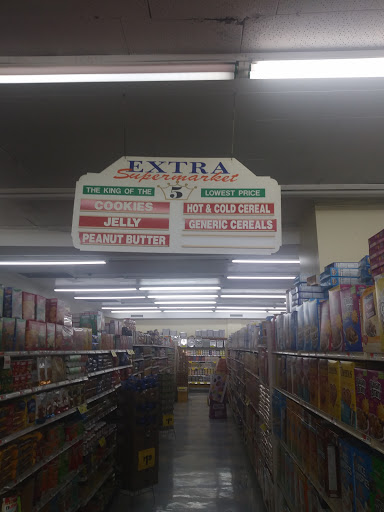 EXTRA
Supermarket
THE KING OF THE 5 LOWEST PRICE
COOKIES
JELLY
PEANUT BUTTER
HOT & COLD CEREAL
GENERIC CEREALS